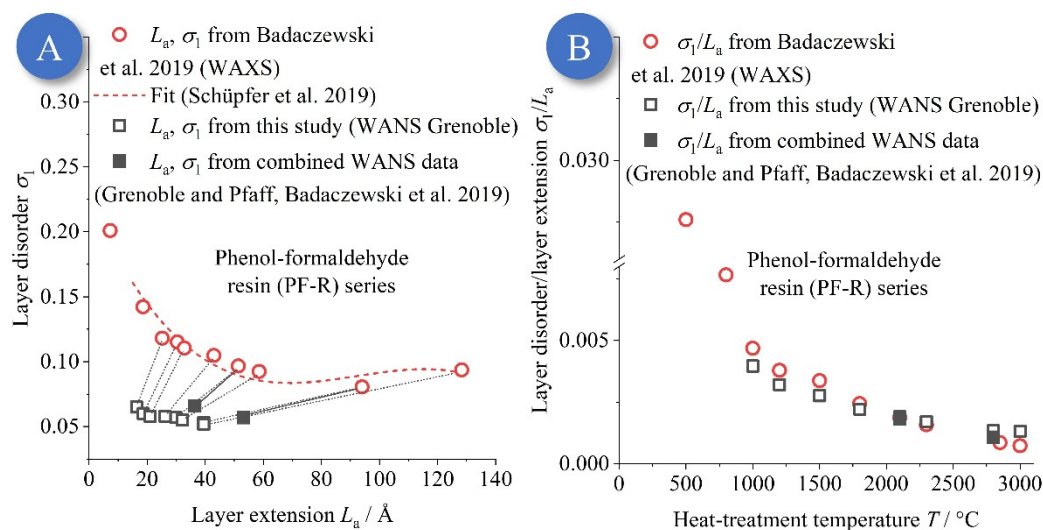 A
Lₐ, σ₁ from Badaczewski
et al. 2019 (WAXS)
Fit (Schüpfer et al. 2019)
Lₐ, σ₁ from this study (WANS Grenoble)
Lₐ, σ₁ from combined WANS data
(Grenoble and Pfaff, Badaczewski et al. 2019)
Phenol-formaldehyde
resin (PF-R) series
Layer disorder σ₁
0.30
0.25
0.20
0.15
0.10
0.05
0
20
40
60
80
100
120
140
Layer extension Lₐ / Å
B
σ₁/Lₐ from Badaczewski
et al. 2019 (WAXS)
σ₁/Lₐ from this study (WANS Grenoble)
σ₁/Lₐ from combined WANS data
(Grenoble and Pfaff, Badaczewski et al. 2019)
Phenol-formaldehyde
resin (PF-R) series
Layer disorder/layer extension σ₁/Lₐ
0.030
0.005
0.000
0
500
1000
1500
2000
2500
3000
Heat-treatment temperature T / °C